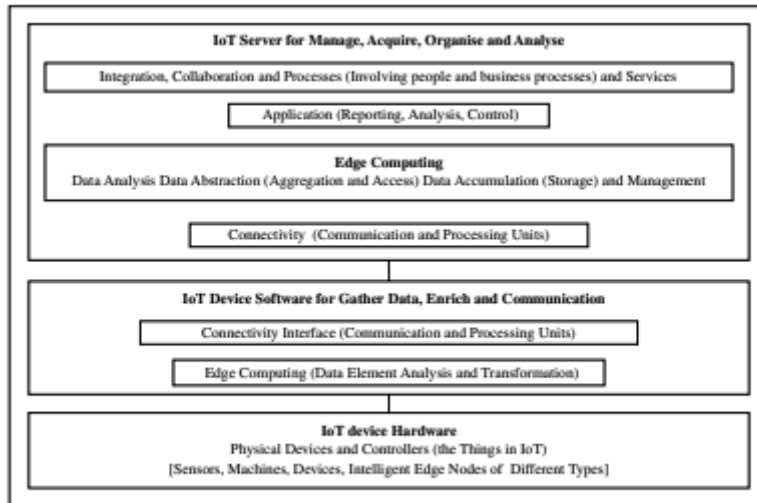 IoT Server for Manage, Acquire, Organise and Analyse
Integration, Collaboration and Processes (Involving people and business processes) and Services
Application (Reporting, Analysis, Control)
Edge Computing
Data Analysis Data Abstraction (Aggregation and Access) Data Accumulation (Storage) and Management
Connectivity (Communication and Processing Units)
IoT Device Software for Gather Data, Enrich and Communication
Connectivity Interface (Communication and Processing Units)
Edge Computing (Data Element Analysis and Transformation)
IoT device Hardware
Physical Devices and Controllers (the Things in IoT)
[Sensors, Machines, Devices, Intelligent Edge Nodes of Different Types]